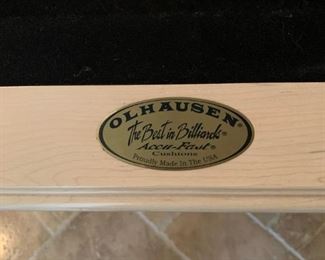 OLHAUSEN
The Best in Billiards®
Accu-Fast®
Cushions
Proudly Made In The USA